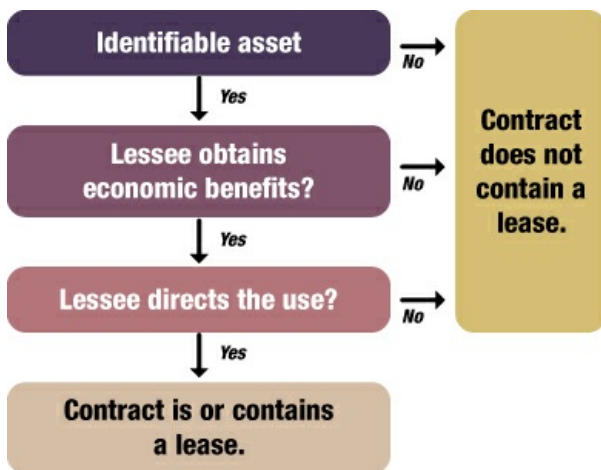 Identifiable asset
No
Yes
Lessee obtains
economic benefits?
No
Yes
Lessee directs the use?
No
Yes
Contract is or contains
a lease.
Contract
does not
contain a
lease.